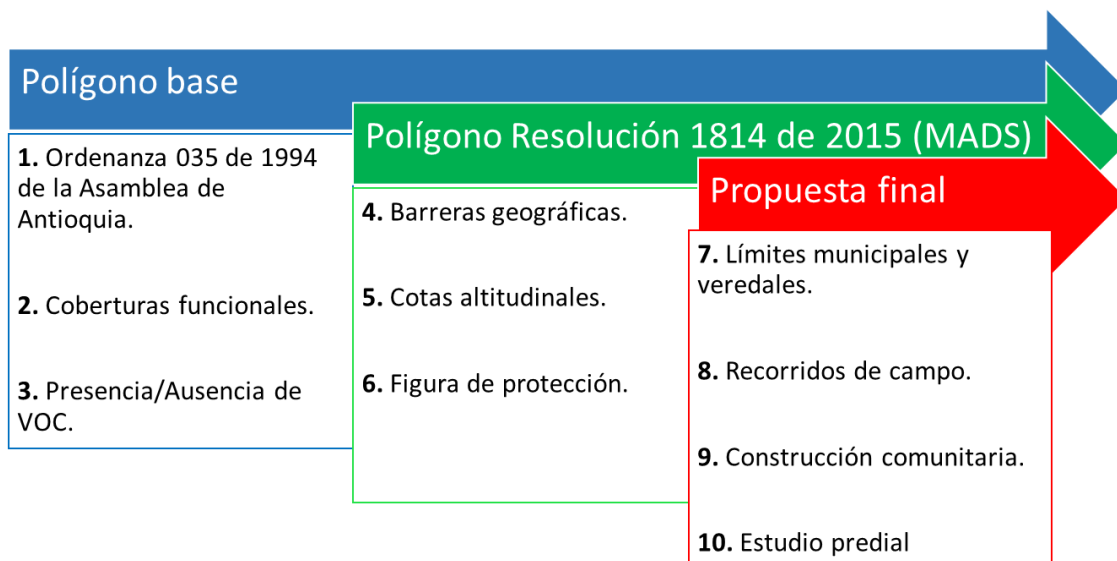 Polígono base
1. Ordenanza 035 de 1994
de la Asamblea de
Antioquia.
2. Coberturas funcionales.
3. Presencia/Ausencia de
VOC.
Polígono Resolución 1814 de 2015 (MADS)
4. Barreras geográficas.
5. Cotas altitudinales.
6. Figura de protección.
Propuesta final
7. Límites municipales y
veredales.
8. Recorridos de campo.
9. Construcción comunitaria.
10. Estudio predial